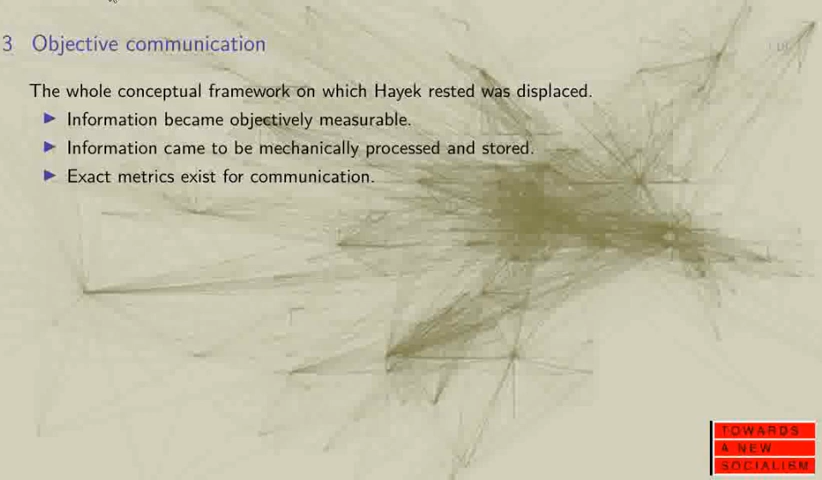 3 Objective communication
The whole conceptual framework on which Hayek rested was displaced.
▶ Information became objectively measurable.
▶ Information came to be mechanically processed and stored.
▶ Exact metrics exist for communication.
TOWARDS
A NEW
SOCIALISM